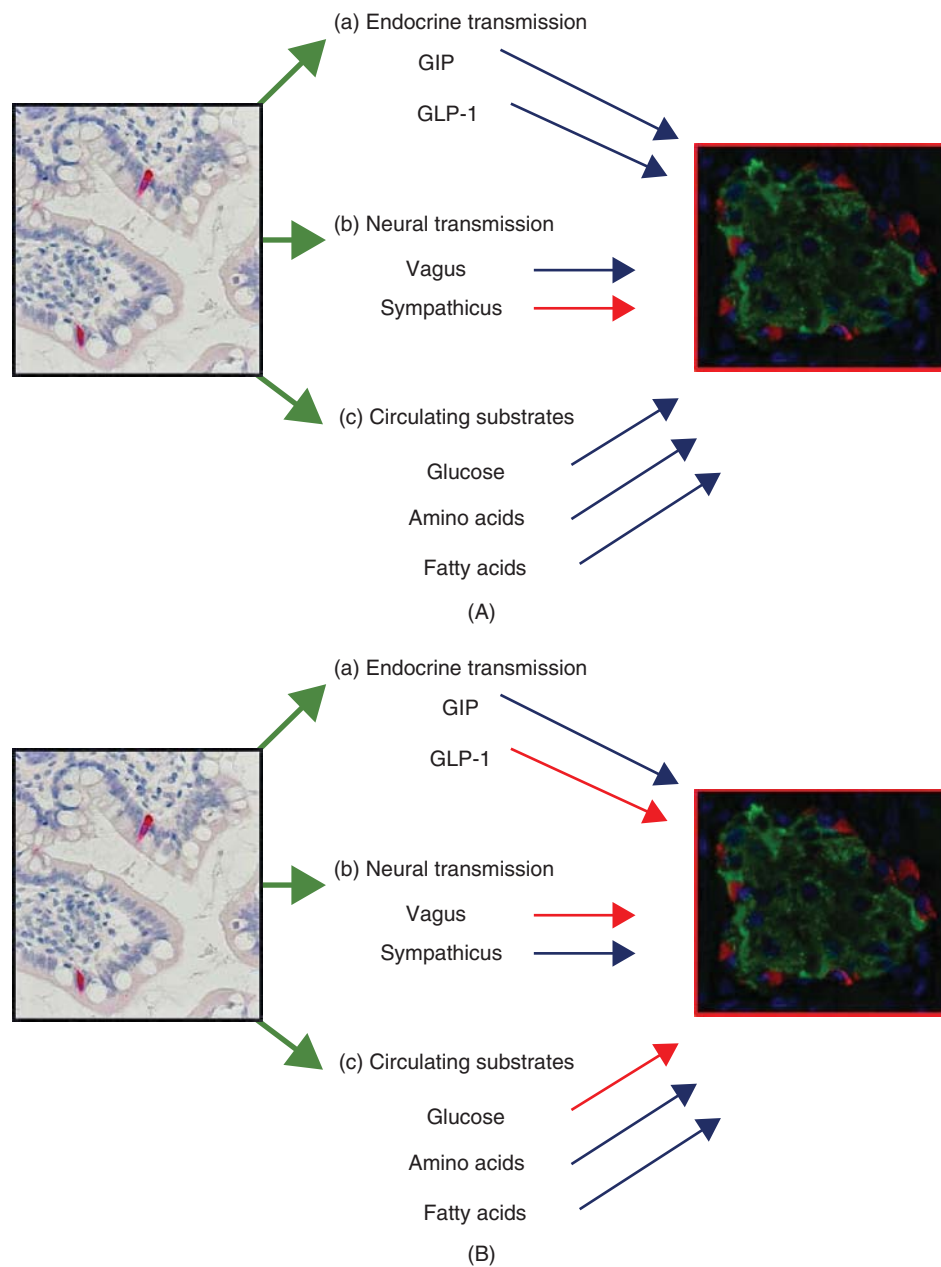 (a) Endocrine transmission
GIP
GLP-1
(b) Neural transmission
Vagus
Sympathicus
(c) Circulating substrates
Glucose
Amino acids
Fatty acids
(A)
(a) Endocrine transmission
GIP
GLP-1
(b) Neural transmission
Vagus
Sympathicus
(c) Circulating substrates
Glucose
Amino acids
Fatty acids
(B)